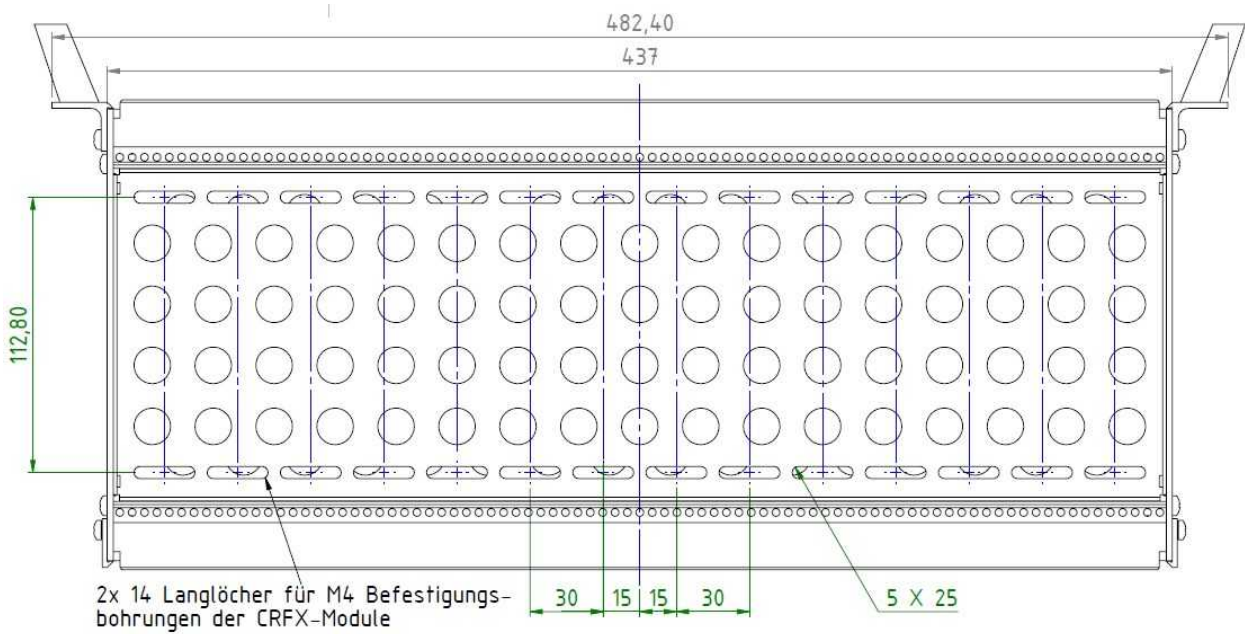 482,40
437
112,80
2x 14 Langlöcher für M4 Befestigungs-
bohrungen der CRFX-Module
30 15 15 30
5 X 25